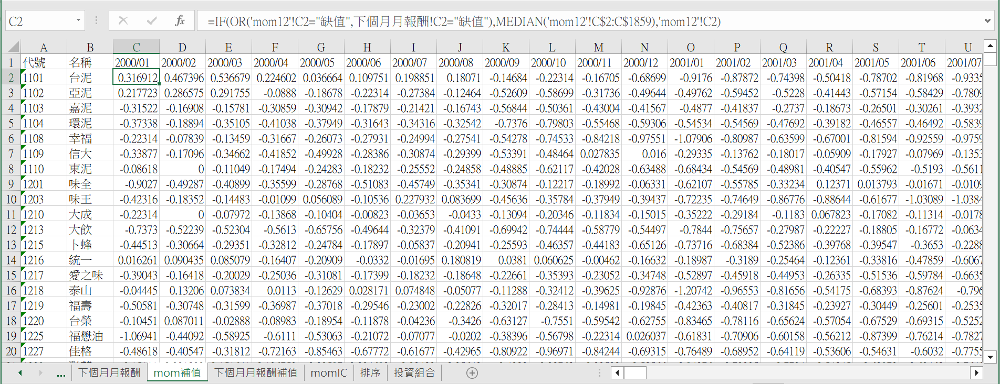 C2 fx =IF(OR('mom12'!C2="缺值",下個月月報酬!C2="缺值"),MEDIAN('mom12'!C$2:C$1859),'mom12'!C2)
A B C D E F G H I J K L M N O P Q R S T U
1 代號 名稱 2000/01 2000/02 2000/03 2000/04 2000/05 2000/06 2000/07 2000/08 2000/09 2000/10 2000/11 2000/12 2001/01 2001/02 2001/03 2001/04 2001/05 2001/06 2001/07
2 1101 台泥 0.316912 0.467396 0.536679 0.224602 0.036664 0.109751 0.198851 0.18071 -0.14684 -0.22314 -0.16705 -0.68699 -0.9176 -0.87872 -0.74398 -0.50418 -0.78702 -0.81968 -0.9335
3 1102 亞泥 0.217723 0.286575 0.291755 -0.0888 -0.18678 -0.22314 -0.27384 -0.12464 -0.52609 -0.58699 -0.31736 -0.49644 -0.49762 -0.59452 -0.5228 -0.41443 -0.57154 -0.58429 -0.7809
4 1103 嘉泥 -0.31522 -0.16908 -0.15781 -0.30859 -0.30942 -0.17879 -0.21421 -0.16743 -0.56844 -0.50361 -0.43004 -0.41567 -0.4877 -0.41837 -0.2737 -0.18673 -0.26501 -0.30261 -0.3932
5 1104 環泥 -0.37338 -0.18894 -0.35105 -0.41038 -0.37949 -0.31643 -0.34316 -0.32542 -0.7376 -0.79803 -0.55468 -0.59306 -0.54534 -0.54569 -0.47692 -0.39182 -0.46557 -0.46492 -0.5839
6 1108 幸福 -0.22314 -0.07839 -0.13459 -0.31667 -0.26073 -0.27931 -0.24994 -0.27541 -0.54278 -0.74533 -0.84218 -0.97551 -1.07906 -0.80987 -0.63599 -0.67001 -0.81594 -0.92559 -0.9759
7 1109 信大 -0.33877 -0.17096 -0.34662 -0.41852 -0.49928 -0.28386 -0.30874 -0.29399 -0.53391 -0.48464 0.027835 0.016 -0.29335 -0.13762 -0.18017 -0.05909 -0.17927 -0.07969 -0.1353
8 1110 東泥 -0.08618 0 -0.11049 -0.17494 -0.24283 -0.18232 -0.25552 -0.24858 -0.48885 -0.62117 -0.42028 -0.63488 -0.68434 -0.54569 -0.48981 -0.40547 -0.55962 -0.5193 -0.5611
9 1201 味全 -0.9027 -0.49287 -0.40899 -0.35599 -0.28768 -0.51083 -0.45749 -0.35341 -0.30874 -0.12217 -0.18992 -0.06331 -0.62107 -0.55785 -0.33234 0.12371 0.013793 -0.01671 -0.0109
10 1203 味王 -0.42316 -0.18352 -0.14483 -0.01099 0.056089 -0.10536 0.227932 0.083699 -0.45636 -0.35784 -0.37949 -0.39437 -0.72235 -0.74649 -0.86776 -0.88644 -0.61677 -1.03089 -1.0384
11 1210 大成 -0.22314 0 -0.07972 -0.13868 -0.10404 -0.00823 -0.03653 -0.0433 -0.13094 -0.20346 -0.11834 -0.15015 -0.35222 -0.29184 -0.1183 0.067823 -0.17082 -0.11314 -0.0178
12 1213 大飲 -0.7373 -0.52239 -0.52304 -0.5613 -0.65756 -0.49644 -0.32379 -0.41091 -0.69942 -0.74444 -0.58779 -0.54497 -0.7844 -0.75657 -0.27987 -0.22227 -0.18805 -0.16772 -0.0634
13 1215 卜蜂 -0.44513 -0.30664 -0.29351 -0.32812 -0.24784 -0.17897 -0.05837 -0.20941 -0.25593 -0.46357 -0.44183 -0.65126 -0.73716 -0.68384 -0.52386 -0.39768 -0.39547 -0.3653 -0.2288
14 1216 統一 0.016261 0.090435 0.085079 -0.16407 -0.20909 -0.0332 -0.01695 0.180819 0.0381 0.060625 -0.00462 -0.16632 -0.18987 -0.3189 -0.25464 -0.12361 -0.33816 -0.47859 -0.6067
15 1217 愛之味 -0.39043 -0.16418 -0.20029 -0.25036 -0.31081 -0.17399 -0.18232 -0.18648 -0.22661 -0.35393 -0.23052 -0.34748 -0.52897 -0.45918 -0.44953 -0.26335 -0.51536 -0.59784 -0.6635
16 1218 泰山 -0.04445 0.13206 0.073834 0.0113 -0.12629 0.028171 0.074848 -0.05077 -0.11288 -0.32412 -0.39625 -0.92876 -1.20742 -0.96553 -0.81656 -0.54175 -0.68393 -0.87624 -0.796
17 1219 福壽 -0.50581 -0.30748 -0.31599 -0.36987 -0.37018 -0.29546 -0.23002 -0.22826 -0.32017 -0.28413 -0.14981 -0.19845 -0.42363 -0.40817 -0.31845 -0.23927 -0.30449 -0.25601 -0.2535
18 1220 台榮 -0.10451 0.087011 -0.02888 -0.08983 -0.18954 -0.11878 -0.04236 -0.3426 -0.63127 -0.7551 -0.59542 -0.62755 -0.83465 -0.78116 -0.65624 -0.57054 -0.67529 -0.69315 -0.5252
19 1225 福懋油 -1.06941 -0.44092 -0.58925 -0.6111 -0.53063 -0.21072 -0.07077 -0.0202 -0.38396 -0.56798 -0.22314 0.026037 -0.61831 -0.70906 -0.60158 -0.56212 -0.87399 -0.76214 -0.7827
20 1227 佳格 -0.48618 -0.40547 -0.31812 -0.72163 -0.85463 -0.67772 -0.61677 -0.42965 -0.80922 -0.96971 -0.84244 -0.69315 -0.76489 -0.68952 -0.64119 -0.53606 -0.54631 -0.6032 -0.7755
... 下個月月報酬 mom補值 下個月月報酬補值 momIC 排序 投資組合